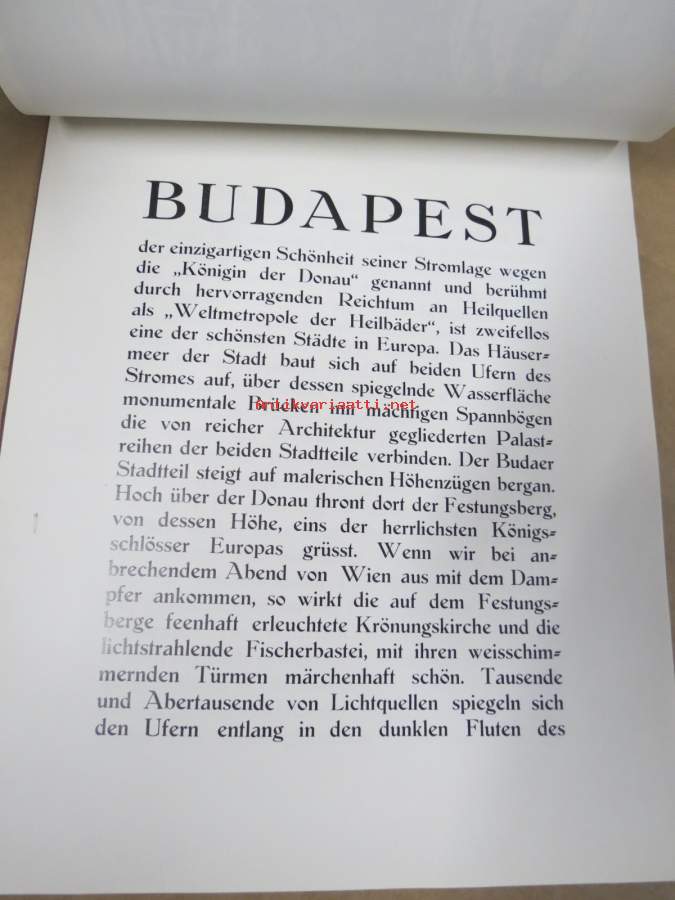 BUDAPEST
der einzigartigen Schönheit seiner Stromlage wegen
die „Königin der Donau“ genannt und berühmt
durch hervorragenden Reichtum an Heilquellen
als „Weltmetropole der Heilbäder“, ist zweifellos
eine der schönsten Städte in Europa. Das Häuser=
meer der Stadt baut sich auf beiden Ufern des
Stromes auf, über dessen spiegelnde Wasserfläche
monumentale Brücken mit mächtigen Spannbögen
antikvariaatti.net
die von reicher Architektur gegliederten Palast=
reihen der beiden Stadtteile verbinden. Der Budaer
Stadtteil steigt auf malerischen Höhenzügen bergan.
Hoch über der Donau thront dort der Festungsberg,
von dessen Höhe, eins der herrlichsten Königs=
schlösser Europas grüsst. Wenn wir bei an=
brechendem Abend von Wien aus mit dem Dam=
pfer ankommen, so wirkt die auf dem Festungs=
berge feenhaft erleuchtete Krönungskirche und die
lichtstrahlende Fischerbastei, mit ihren weisschim=
mernden Türmen märchenhaft schön. Tausende
und Abertausende von Lichtquellen spiegeln sich
den Ufern entlang in den dunklen Fluten des